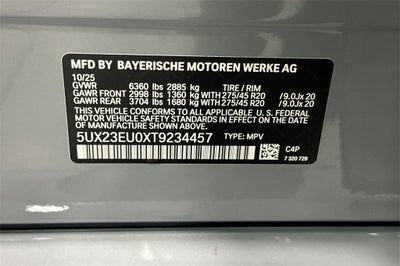 MFD BY BAYERISCHE MOTOREN WERKE AG
10/25
GVWR 6360 lbs 2885 kg TIRE / RIM
GAWR FRONT 2998 lbs 1360 kg WITH 275/45 R20 /9.0Jx 20
GAWR REAR 3704 lbs 1680 kg WITH 275/45 R20 /9.0Jx 20
THIS VEHICLE CONFORMS TO ALL APPLICABLE U. S. FEDERAL
MOTOR VEHICLE SAFETY STANDARDS IN EFFECT ON
THE DATE OF MANUFACTURE SHOWN ABOVE.
5UX23EU0XT9234457 TYPE: MPV
C4P
7 320 729